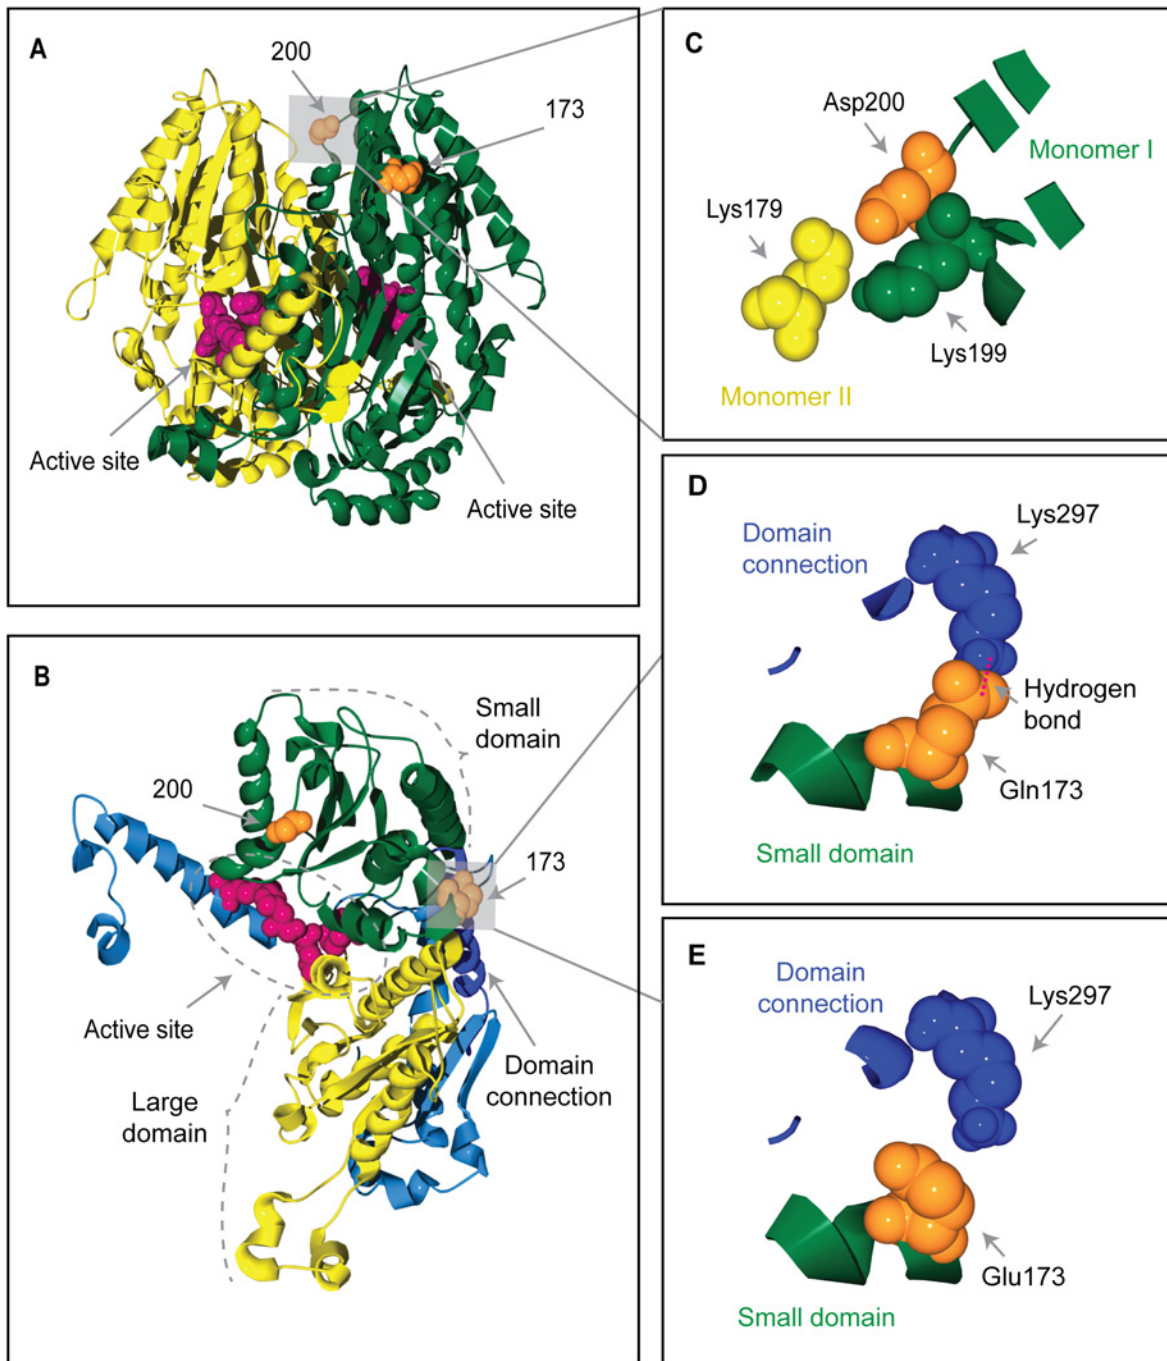 A
200
173
Active site
Active site
B
Small
domain
200
173
Active site
Domain
connection
Large
domain
C
Asp200
Monomer I
Lys179
Lys199
Monomer II
D
Lys297
Domain
connection
Hydrogen
bond
Gln173
Small domain
E
Domain
connection
Lys297
Glu173
Small domain